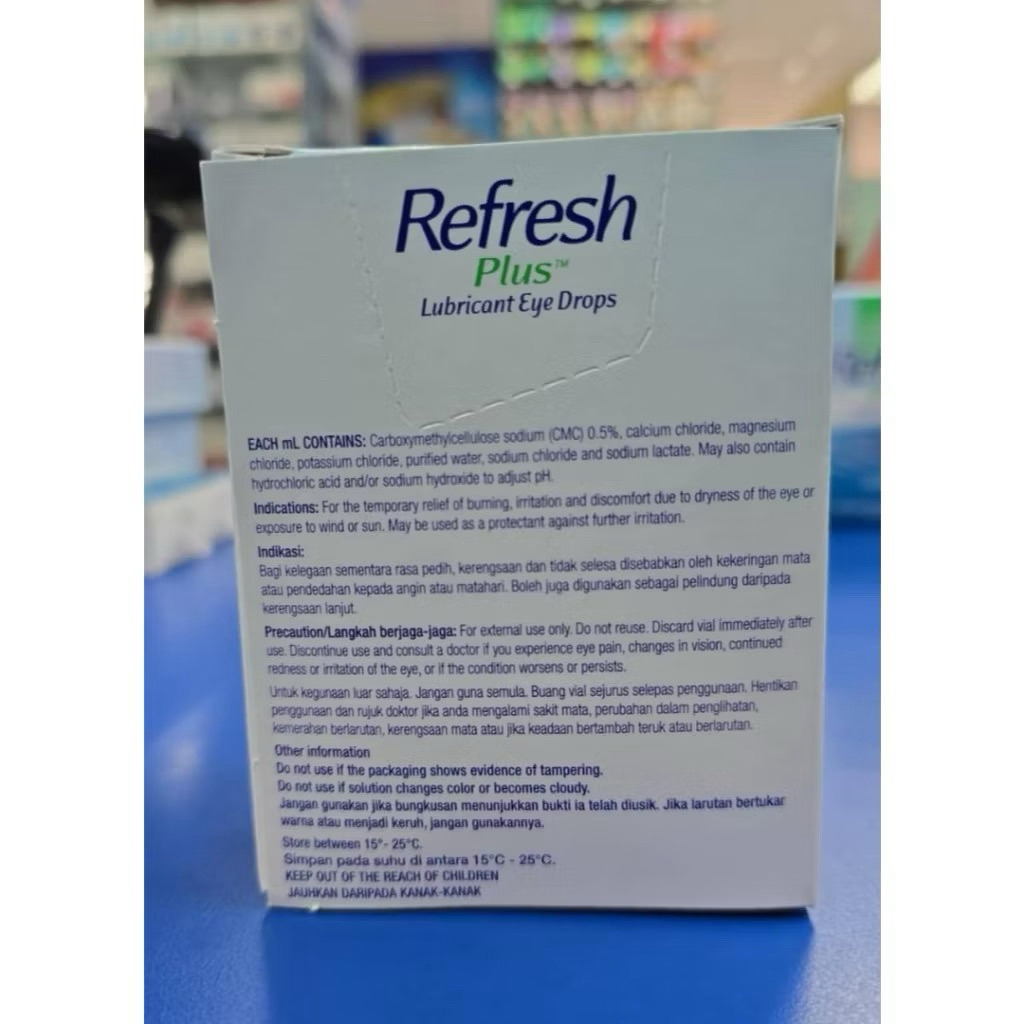 Refresh
Plus™
Lubricant Eye Drops
EACH mL CONTAINS: Carboxymethylcellulose sodium (CMC) 0.5%, calcium chloride, magnesium
chloride, potassium chloride, purified water, sodium chloride and sodium lactate. May also contain
hydrochloric acid and/or sodium hydroxide to adjust pH.
Indications: For the temporary relief of burning, irritation and discomfort due to dryness of the eye or
exposure to wind or sun. May be used as a protectant against further irritation.
Indikasi:
Bagi kelegaan sementara rasa pedih, kerengsaan dan tidak selesa disebabkan oleh kekeringan mata
atau pendedahan kepada angin atau matahari. Boleh juga digunakan sebagai pelindung daripada
kerengsaan lanjut.
Precaution/Langkah berjaga-jaga: For external use only. Do not reuse. Discard vial immediately after
use. Discontinue use and consult a doctor if you experience eye pain, changes in vision, continued
redness or irritation of the eye, or if the condition worsens or persists.
Untuk kegunaan luar sahaja. Jangan guna semula. Buang vial sejurus selepas penggunaan. Hentikan
penggunaan dan rujuk doktor jika anda mengalami sakit mata, perubahan dalam penglihatan,
kemerahan berlarutan, kerengsaan mata atau jika keadaan bertambah teruk atau berlarutan.
Other information
Do not use if the packaging shows evidence of tampering.
Do not use if solution changes color or becomes cloudy.
Jangan gunakan jika bungkusan menunjukkan bukti ia telah diusik. Jika larutan bertukar
warna atau menjadi keruh, jangan gunakannya.
Store between 15°- 25°C.
Simpan pada suhu di antara 15°C - 25°C.
KEEP OUT OF THE REACH OF CHILDREN
JAUHKAN DARIPADA KANAK-KANAK